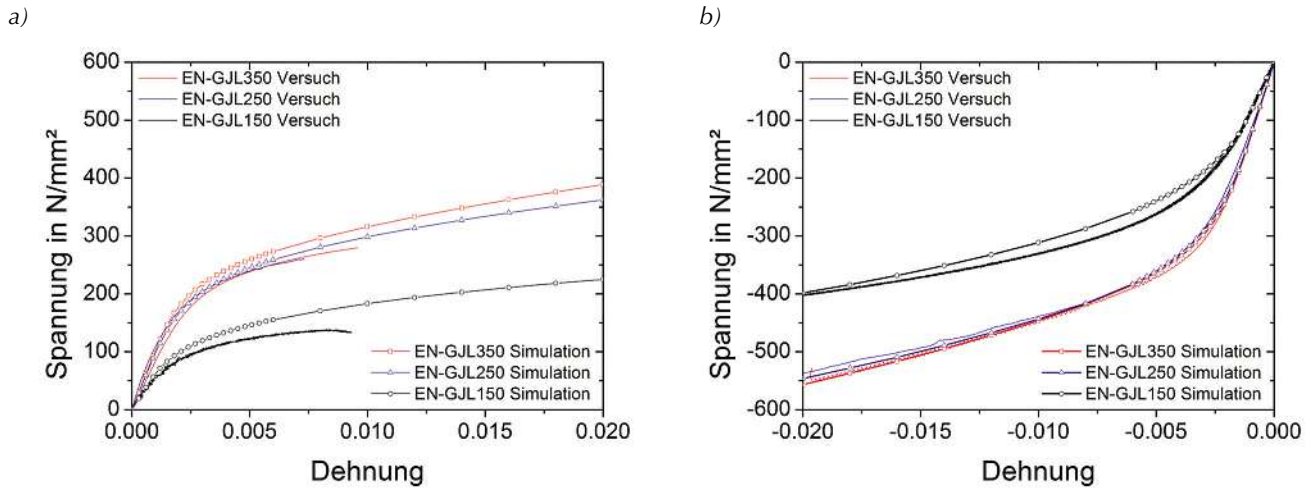 a)
600
500
400
300
200
100
0
Spannung in N/mm²
EN-GJL350 Versuch
EN-GJL250 Versuch
EN-GJL150 Versuch
EN-GJL350 Simulation
EN-GJL250 Simulation
EN-GJL150 Simulation
0.000 0.005 0.010 0.015 0.020
Dehnung
b)
0
-100
-200
-300
-400
-500
-600
Spannung in N/mm²
EN-GJL350 Versuch
EN-GJL250 Versuch
EN-GJL150 Versuch
EN-GJL350 Simulation
EN-GJL250 Simulation
EN-GJL150 Simulation
-0.020 -0.015 -0.010 -0.005 0.000
Dehnung